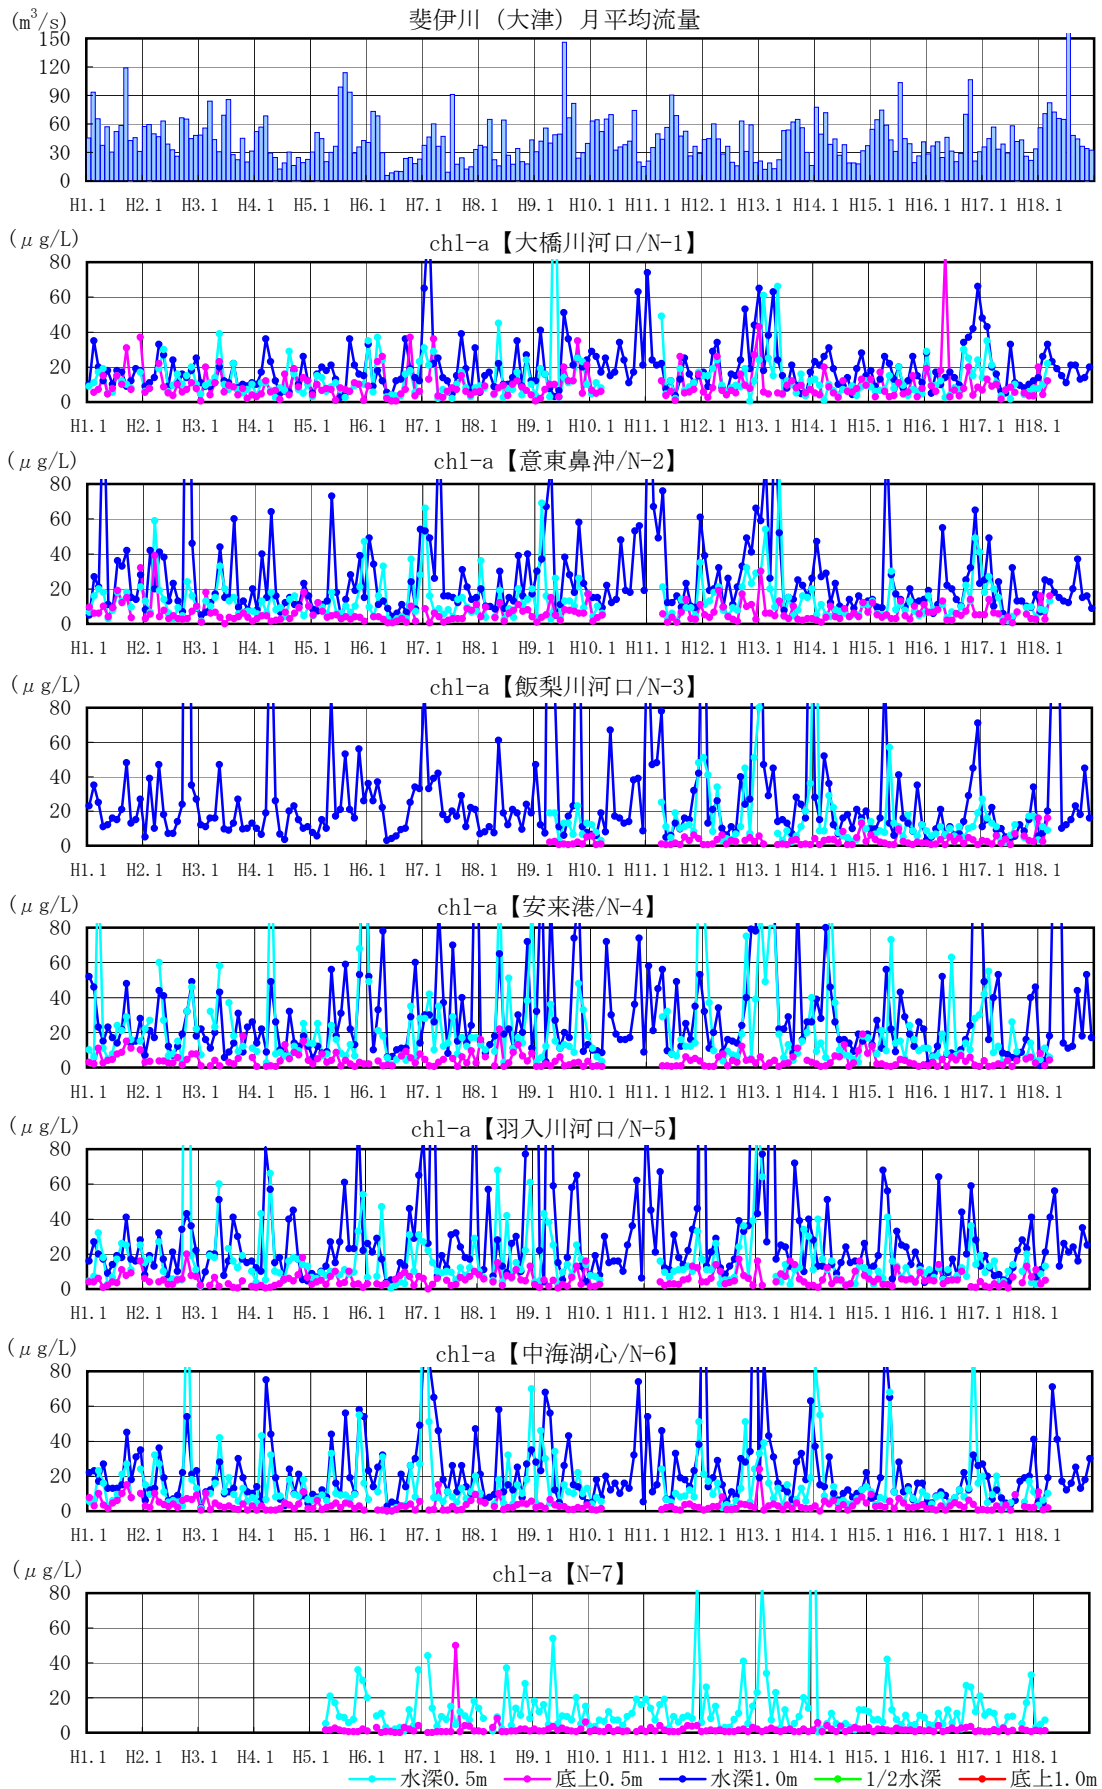 (m³/s) 斐伊川（大津）月平均流量
150
120
90
60
30
0
H1.1 H2.1 H3.1 H4.1 H5.1 H6.1 H7.1 H8.1 H9.1 H10.1 H11.1 H12.1 H13.1 H14.1 H15.1 H16.1 H17.1 H18.1
(μg/L) chl-a【大橋川河口/N-1】
80
60
40
20
0
H1.1 H2.1 H3.1 H4.1 H5.1 H6.1 H7.1 H8.1 H9.1 H10.1 H11.1 H12.1 H13.1 H14.1 H15.1 H16.1 H17.1 H18.1
(μg/L) chl-a【意東鼻沖/N-2】
80
60
40
20
0
H1.1 H2.1 H3.1 H4.1 H5.1 H6.1 H7.1 H8.1 H9.1 H10.1 H11.1 H12.1 H13.1 H14.1 H15.1 H16.1 H17.1 H18.1
(μg/L) chl-a【飯梨川河口/N-3】
80
60
40
20
0
H1.1 H2.1 H3.1 H4.1 H5.1 H6.1 H7.1 H8.1 H9.1 H10.1 H11.1 H12.1 H13.1 H14.1 H15.1 H16.1 H17.1 H18.1
(μg/L) chl-a【安来港/N-4】
80
60
40
20
0
H1.1 H2.1 H3.1 H4.1 H5.1 H6.1 H7.1 H8.1 H9.1 H10.1 H11.1 H12.1 H13.1 H14.1 H15.1 H16.1 H17.1 H18.1
(μg/L) chl-a【羽入川河口/N-5】
80
60
40
20
0
H1.1 H2.1 H3.1 H4.1 H5.1 H6.1 H7.1 H8.1 H9.1 H10.1 H11.1 H12.1 H13.1 H14.1 H15.1 H16.1 H17.1 H18.1
(μg/L) chl-a【中海湖心/N-6】
80
60
40
20
0
H1.1 H2.1 H3.1 H4.1 H5.1 H6.1 H7.1 H8.1 H9.1 H10.1 H11.1 H12.1 H13.1 H14.1 H15.1 H16.1 H17.1 H18.1
(μg/L) chl-a【N-7】
80
60
40
20
0
H1.1 H2.1 H3.1 H4.1 H5.1 H6.1 H7.1 H8.1 H9.1 H10.1 H11.1 H12.1 H13.1 H14.1 H15.1 H16.1 H17.1 H18.1
水深0.5m 底上0.5m 水深1.0m 1/2水深 底上1.0m